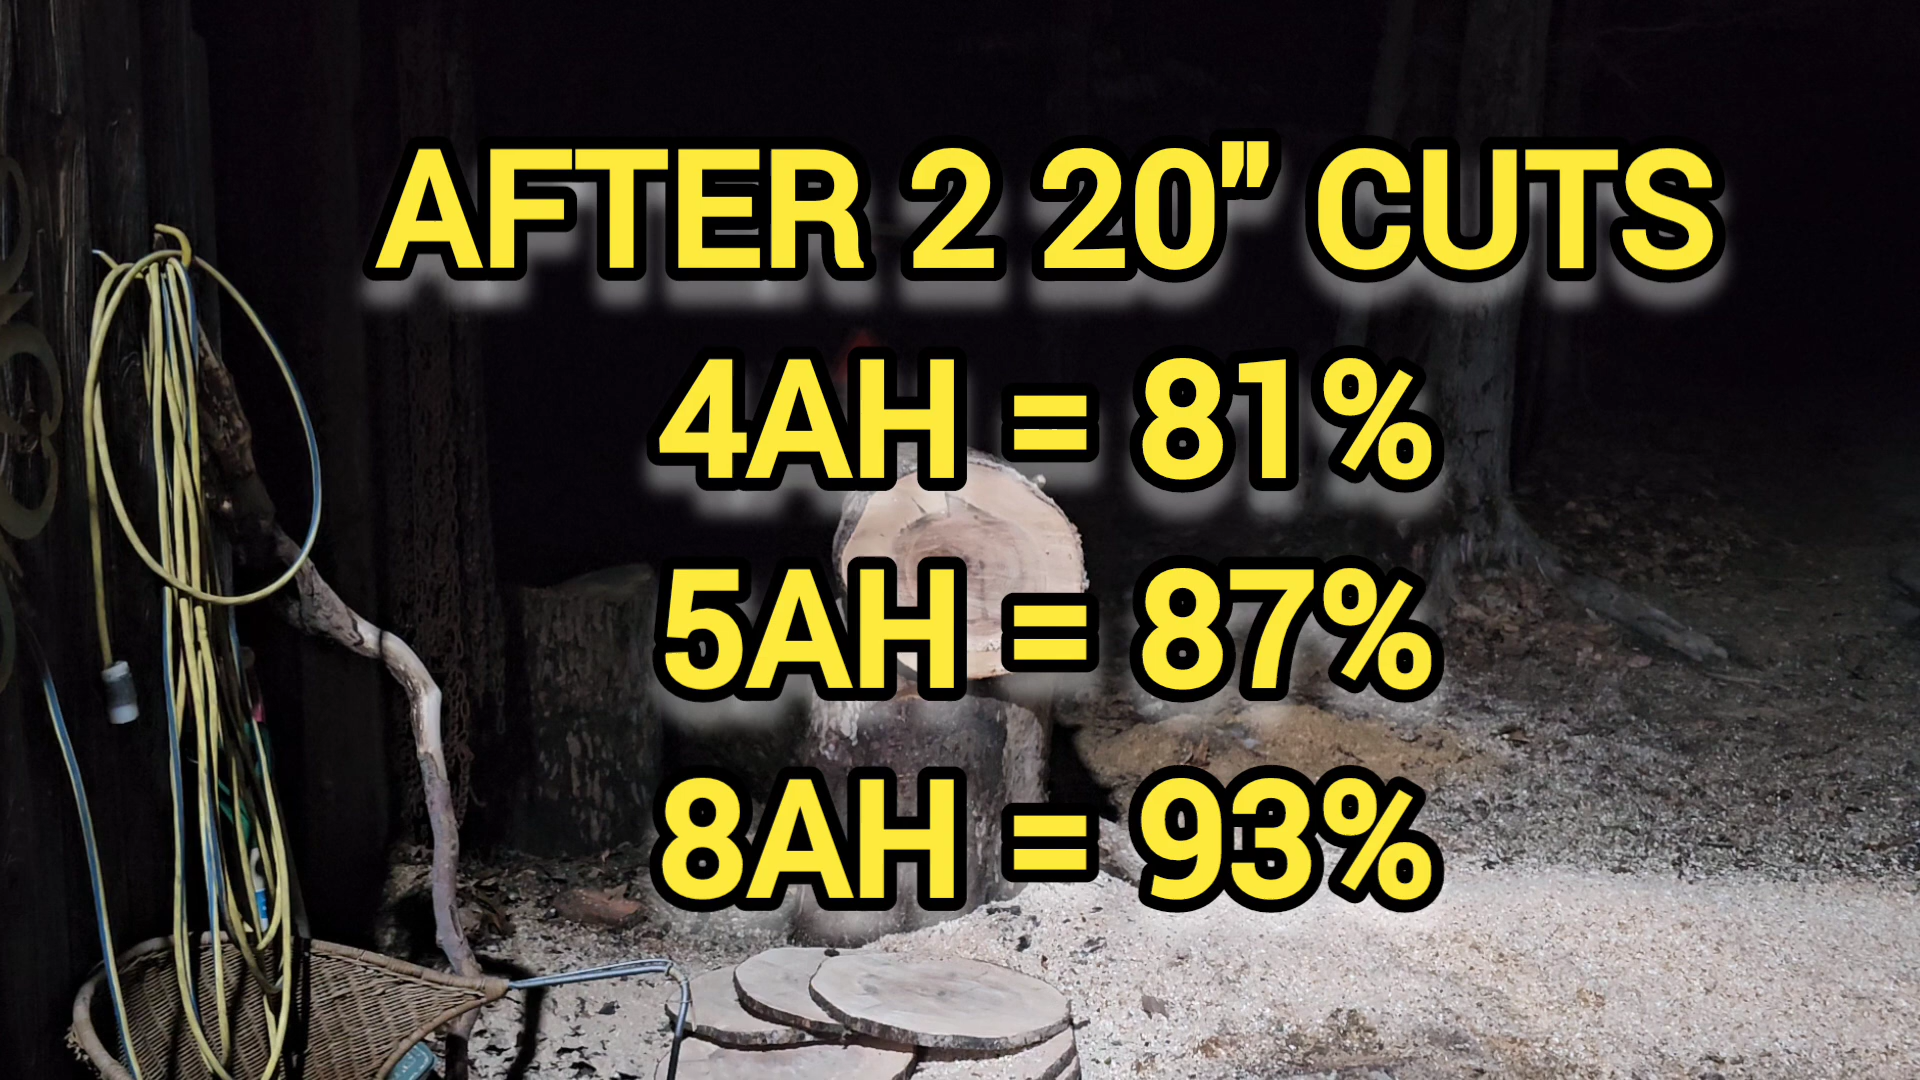 AFTER 2 20" CUTS
4AH = 81%
5AH = 87%
8AH = 93%